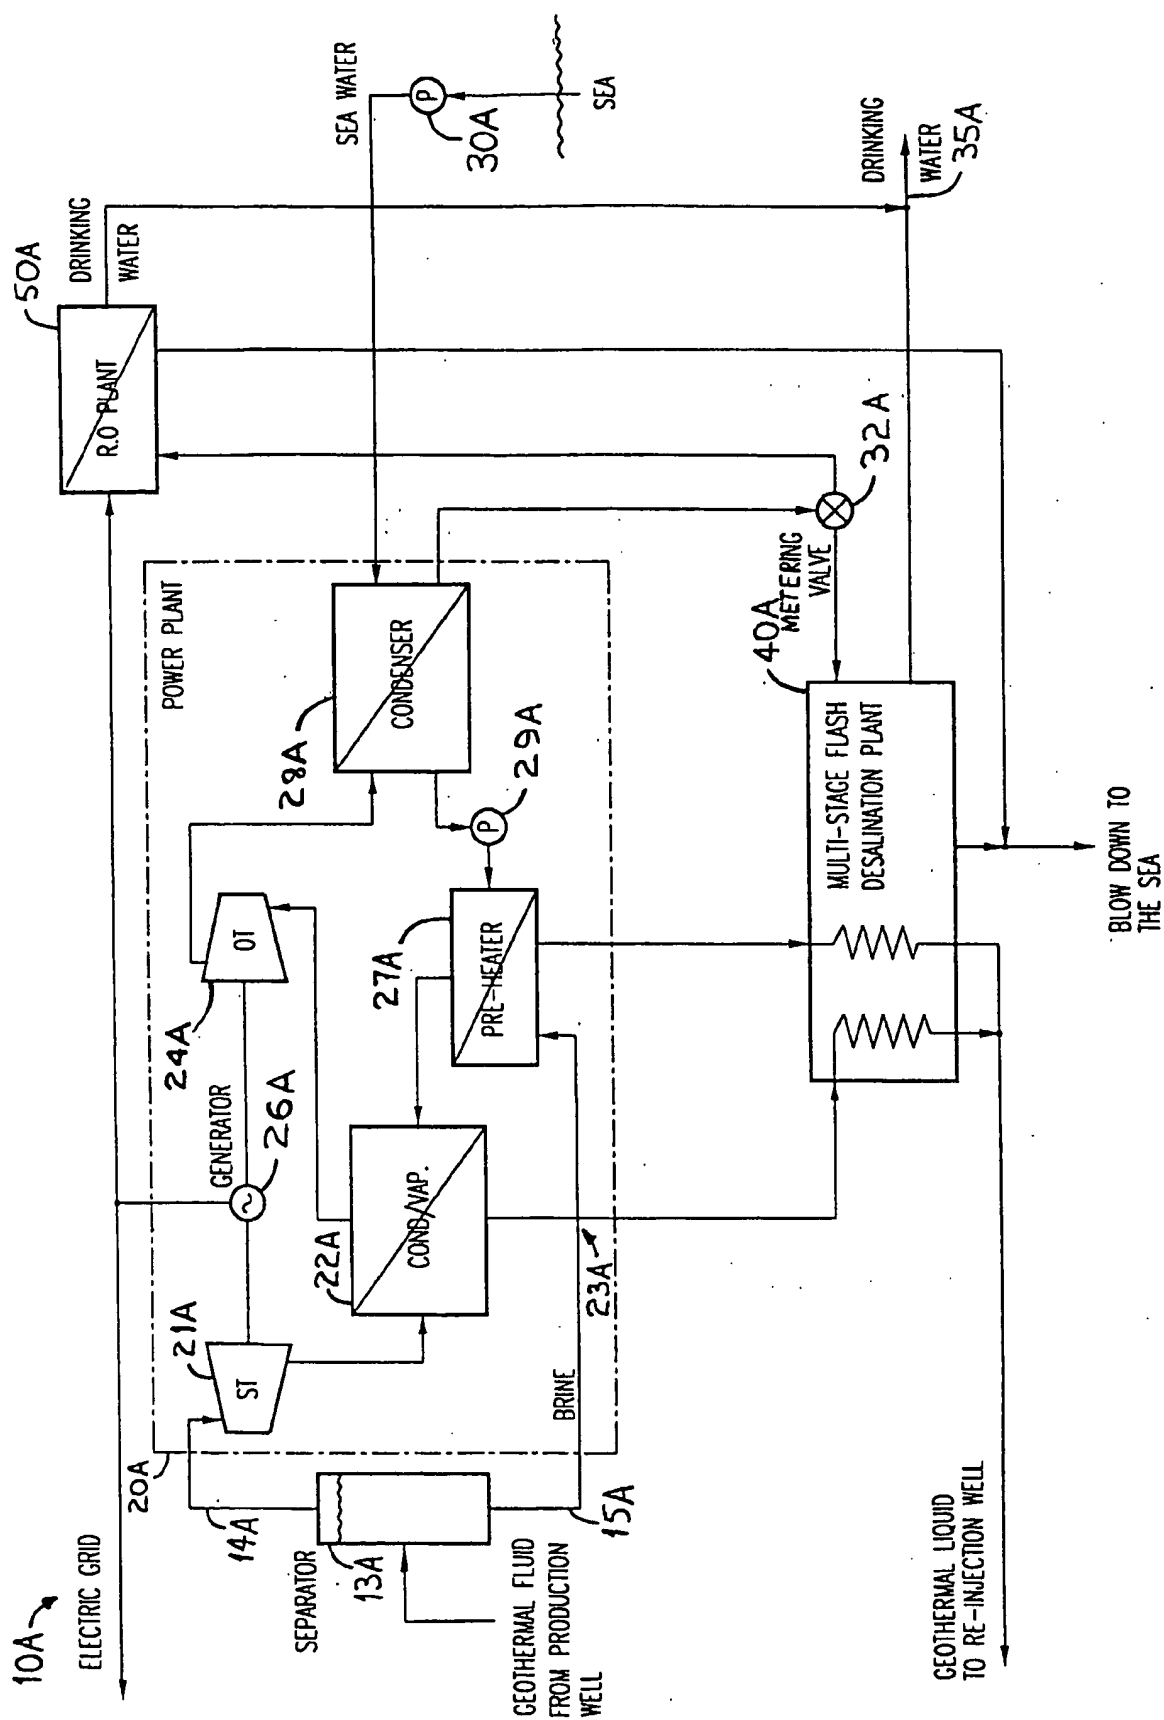 10A
ELECTRIC GRID
20A
14A
SEPARATOR
13A
GEOTHERMAL FLUID
FROM PRODUCTION
WELL
15A
BRINE
23A
POWER PLANT
21A
ST
GENERATOR
26A
24A
OT
22A
COND/VAP.
27A
PRE-HEATER
P
29A
28A
CONDENSER
50A
R.O PLANT
DRINKING
WATER
SEA WATER
P
30A
SEA
DRINKING
WATER
35A
32A
METERING
VALVE
40A
MULTI-STAGE FLASH
DESALINATION PLANT
BLOW DOWN TO
THE SEA
GEOTHERMAL LIQUID
TO RE-INJECTION WELL